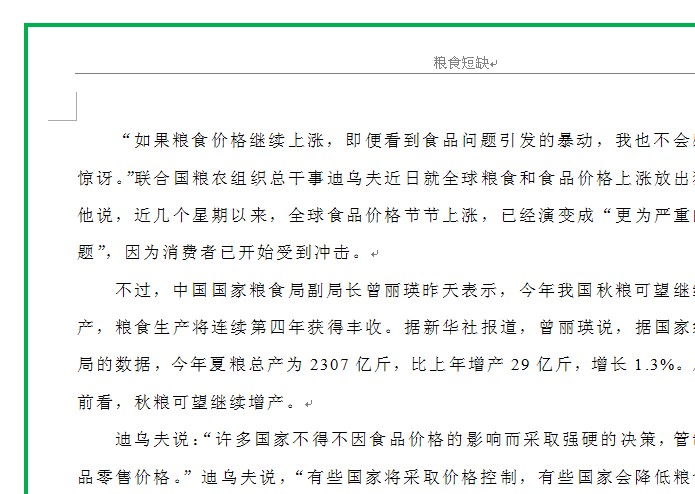 粮食短缺
“如果粮食价格继续上涨，即便看到食品问题引发的暴动，我也不会
惊讶。”联合国粮农组织总干事迪鸟夫近日就全球粮食和食品价格上涨放出
他说，近几个星期以来，全球食品价格节节上涨，已经演变成“更为严重
题”，因为消费者已开始受到冲击。
不过，中国国家粮食局副局长曾丽瑛昨天表示，今年我国秋粮可望继
产，粮食生产将连续第四年获得丰收。据新华社报道，曾丽瑛说，据国家
局的数据，今年夏粮总产为 2307 亿斤，比上年增产 29 亿斤，增长 1.3%。
前看，秋粮可望继续增产。
迪鸟夫说：“许多国家不得不因食品价格的影响而采取强硬的决策，管
品零售价格。”迪鸟夫说，“有些国家将采取价格控制，有些国家会降低粮